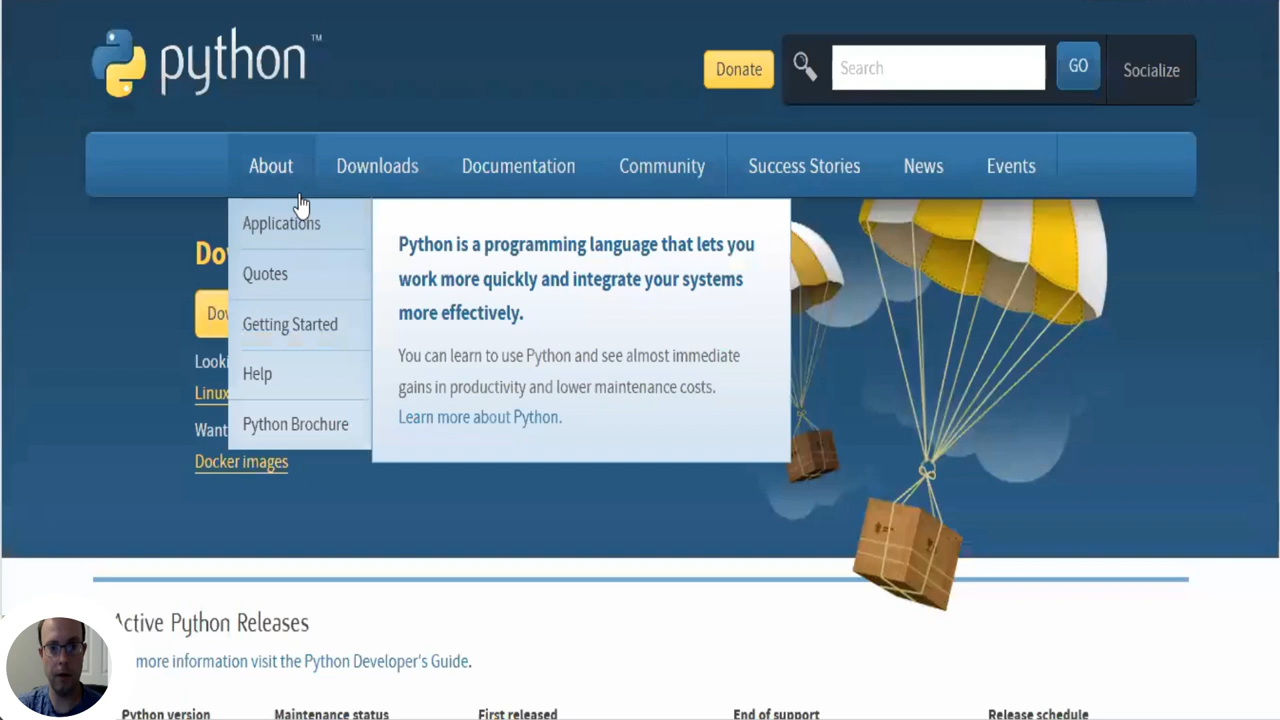 python™
Donate
Search
GO
Socialize
About
Downloads
Documentation
Community
Success Stories
News
Events
Applications
Quotes
Getting Started
Help
Python Brochure
Python is a programming language that lets you
work more quickly and integrate your systems
more effectively.
You can learn to use Python and see almost immediate
gains in productivity and lower maintenance costs.
Learn more about Python.
Linux
Want
Docker images
Active Python Releases
more information visit the Python Developer's Guide.
Python version
Maintenance status
First released
End of support
Release schedule